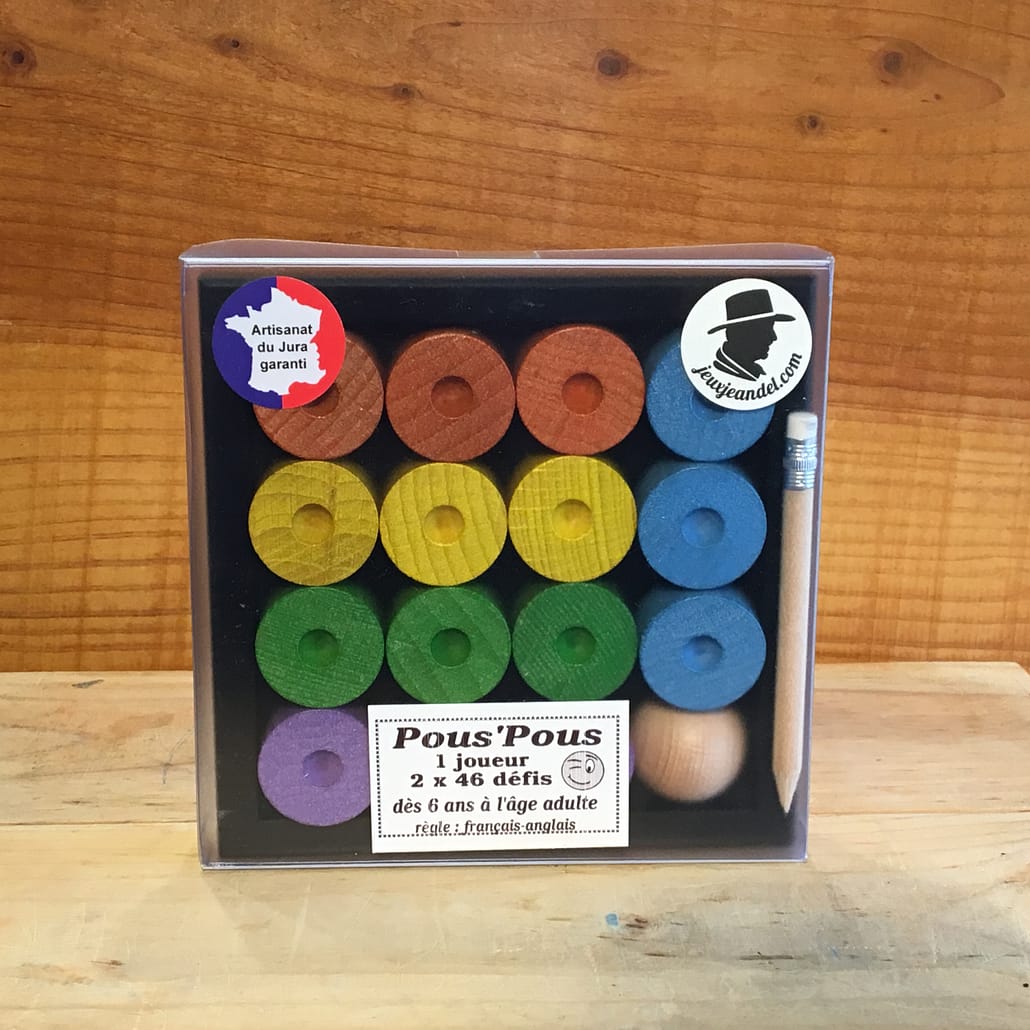 Artisanat
du Jura
garanti
jeuxjeandel.com
Pous'Pous
1 joueur
2 x 46 défis
dès 6 ans à l'âge adulte
règle : français-anglais